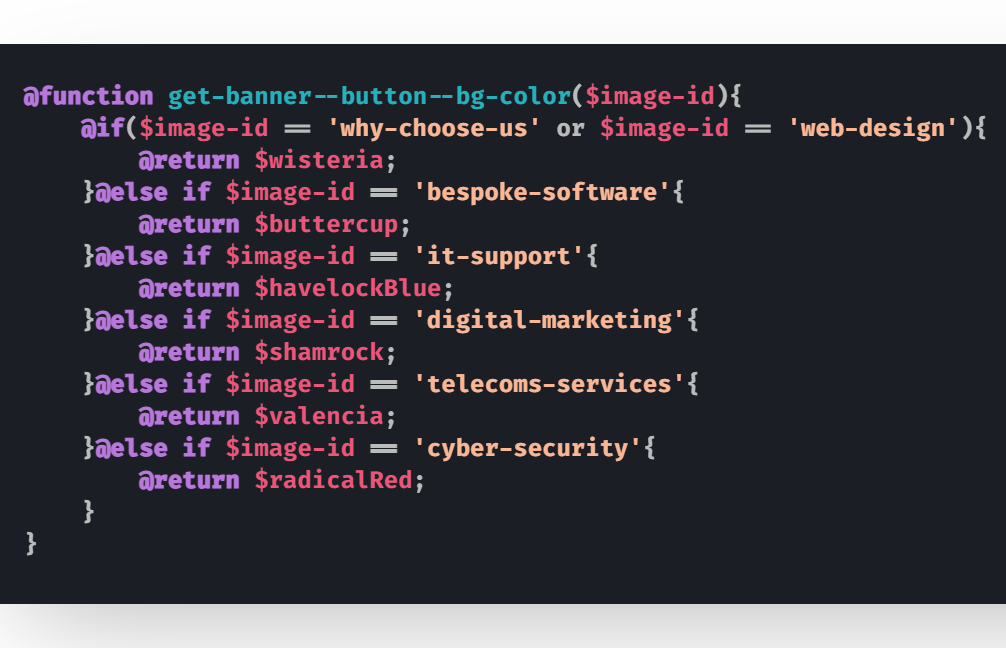 @function get-banner--button--bg-color($image-id){
    @if($image-id == 'why-choose-us' or $image-id == 'web-design'){
        @return $wisteria;
    }@else if $image-id == 'bespoke-software'{
        @return $buttercup;
    }@else if $image-id == 'it-support'{
        @return $havelockBlue;
    }@else if $image-id == 'digital-marketing'{
        @return $shamrock;
    }@else if $image-id == 'telecoms-services'{
        @return $valencia;
    }@else if $image-id == 'cyber-security'{
        @return $radicalRed;
    }
}